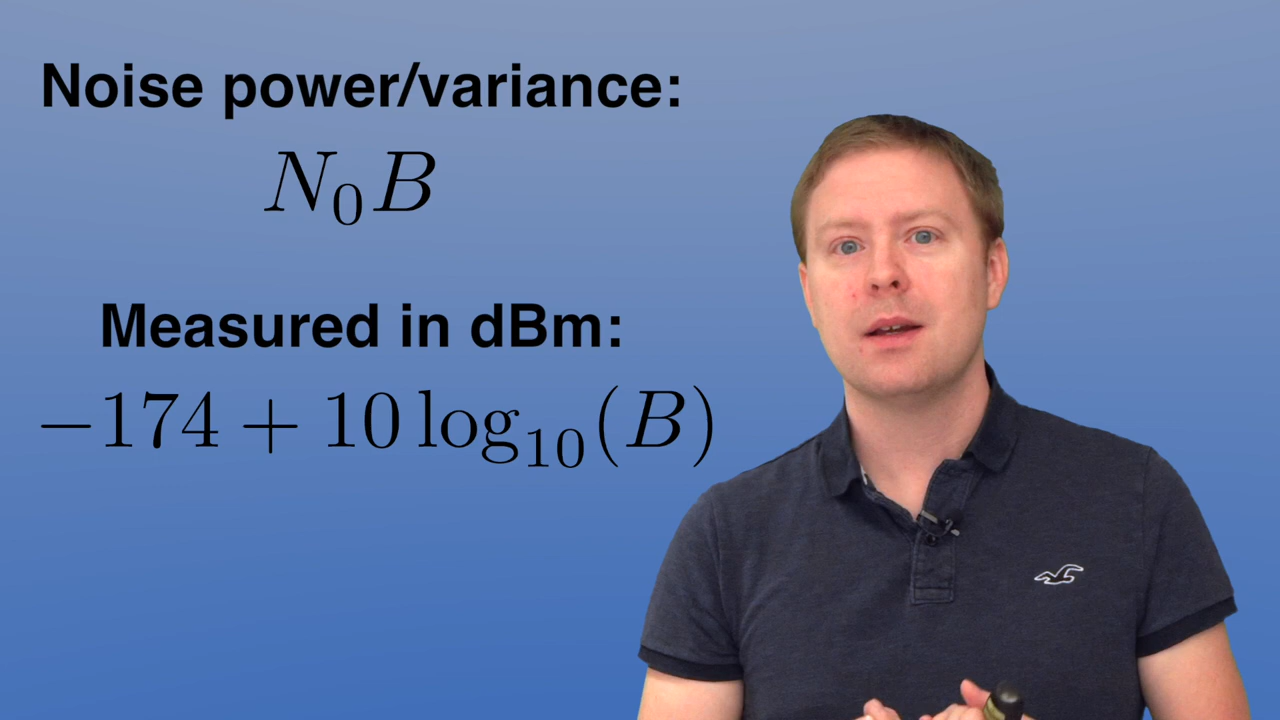 Noise power/variance:
N₀B
Measured in dBm:
−174 + 10 log₁₀(B)